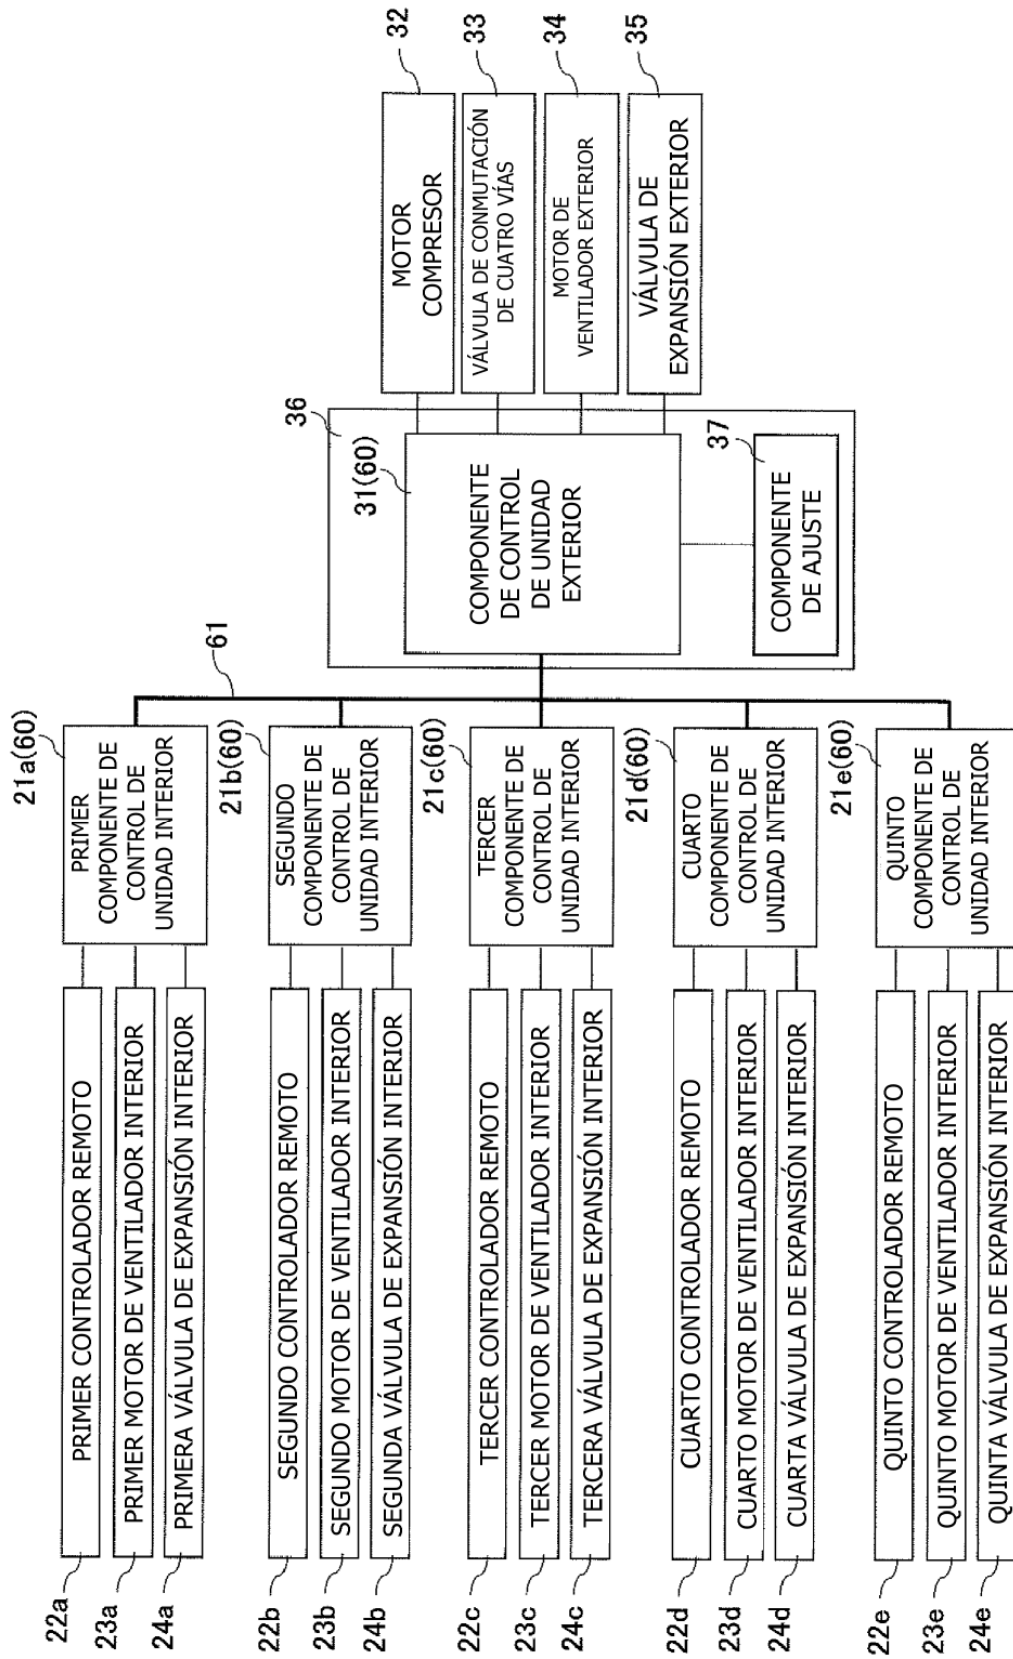 22a
PRIMER CONTROLADOR REMOTO
23a
PRIMER MOTOR DE VENTILADOR INTERIOR
24a
PRIMERA VÁLVULA DE EXPANSIÓN INTERIOR
21a(60)
PRIMER
COMPONENTE DE
CONTROL DE
UNIDAD INTERIOR
22b
SEGUNDO CONTROLADOR REMOTO
23b
SEGUNDO MOTOR DE VENTILADOR INTERIOR
24b
SEGUNDA VÁLVULA DE EXPANSIÓN INTERIOR
21b(60)
SEGUNDO
COMPONENTE DE
CONTROL DE
UNIDAD INTERIOR
22c
TERCER CONTROLADOR REMOTO
23c
TERCER MOTOR DE VENTILADOR INTERIOR
24c
TERCERA VÁLVULA DE EXPANSIÓN INTERIOR
21c(60)
TERCER
COMPONENTE DE
CONTROL DE
UNIDAD INTERIOR
22d
CUARTO CONTROLADOR REMOTO
23d
CUARTO MOTOR DE VENTILADOR INTERIOR
24d
CUARTA VÁLVULA DE EXPANSIÓN INTERIOR
21d(60)
CUARTO
COMPONENTE DE
CONTROL DE
UNIDAD INTERIOR
22e
QUINTO CONTROLADOR REMOTO
23e
QUINTO MOTOR DE VENTILADOR INTERIOR
24e
QUINTA VÁLVULA DE EXPANSIÓN INTERIOR
21e(60)
QUINTO
COMPONENTE DE
CONTROL DE
UNIDAD INTERIOR
61
36
31(60)
COMPONENTE
DE CONTROL
DE UNIDAD
EXTERIOR
37
COMPONENTE
DE AJUSTE
32
MOTOR
COMPRESOR
33
VÁLVULA DE CONMUTACIÓN
DE CUATRO VÍAS
34
MOTOR DE
VENTILADOR EXTERIOR
35
VÁLVULA DE
EXPANSIÓN EXTERIOR